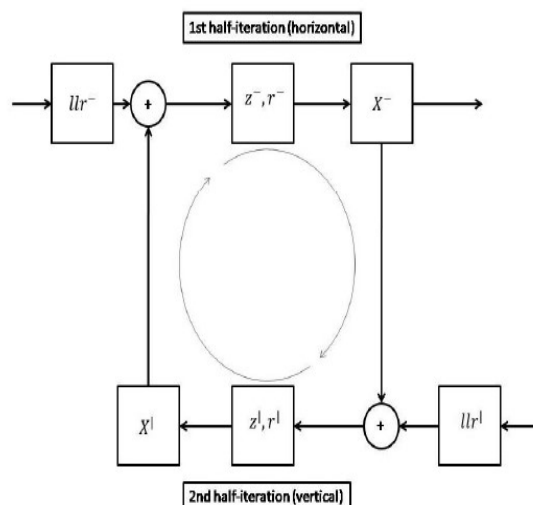 1st half-iteration (horizontal)
llr⁻
+
z⁻, r⁻
X⁻
X|
z|, r|
+
llr|
2nd half-iteration (vertical)